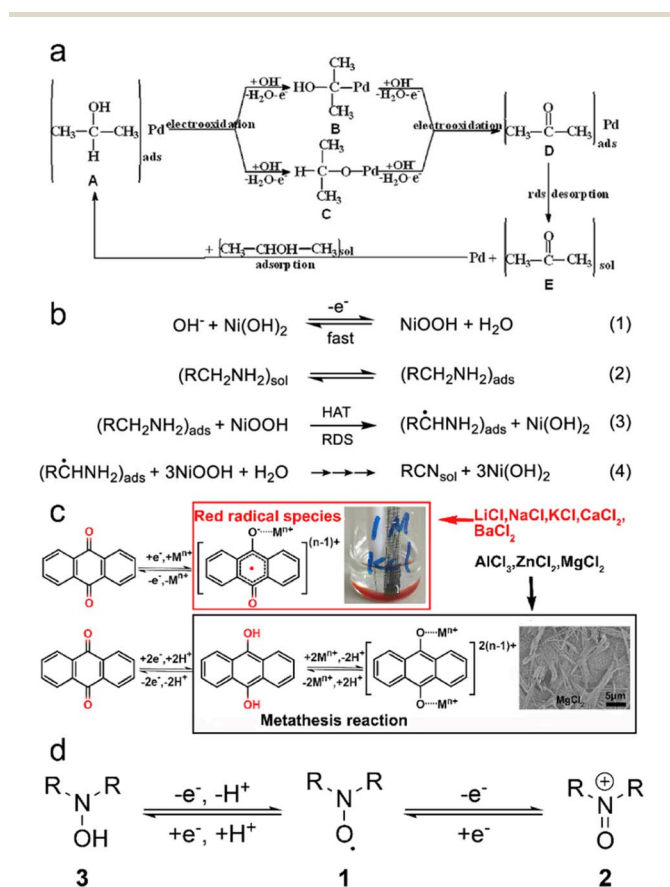 a
OH
CH₃—C—CH₃
H
A
Pd
ads
electrooxidation
+OH⁻
-H₂O-e⁻
CH₃
HO—C—Pd
CH₃
B
+OH⁻
-H₂O-e⁻
+OH⁻
-H₂O-e⁻
CH₃
H—C—O—Pd
CH₃
C
+OH⁻
-H₂O-e⁻
electrooxidation
O
CH₃—C—CH₃
D
Pd
ads
rds desorption
+ [CH₃—CHOH—CH₃]sol
adsorption
Pd +
O
CH₃—C—CH₃
sol
E
b
OH⁻ + Ni(OH)₂ -e⁻ fast NiOOH + H₂O (1)
(RCH₂NH₂)sol (RCH₂NH₂)ads (2)
(RCH₂NH₂)ads + NiOOH HAT RDS (RĊHNH₂)ads + Ni(OH)₂ (3)
(RĊHNH₂)ads + 3NiOOH + H₂O RCNsol + 3Ni(OH)₂ (4)
c
Red radical species
LiCl,NaCl,KCl,CaCl₂,
BaCl₂
AlCl₃,ZnCl₂,MgCl₂
O
O
+e⁻,+Mⁿ⁺
-e⁻,-Mⁿ⁺
O⁻····Mⁿ⁺
O
(n-1)+
1M
KCl
O
O
+2e⁻,+2H⁺
-2e⁻,-2H⁺
OH
OH
+2Mⁿ⁺,-2H⁺
-2Mⁿ⁺,+2H⁺
O⁻····Mⁿ⁺
O⁻····Mⁿ⁺
2(n-1)+
MgCl₂
5μm
Metathesis reaction
d
R R
N
OH
3
-e⁻, -H⁺
+e⁻, +H⁺
R R
N
O·
1
-e⁻
+e⁻
R ⊕ R
N
O
2